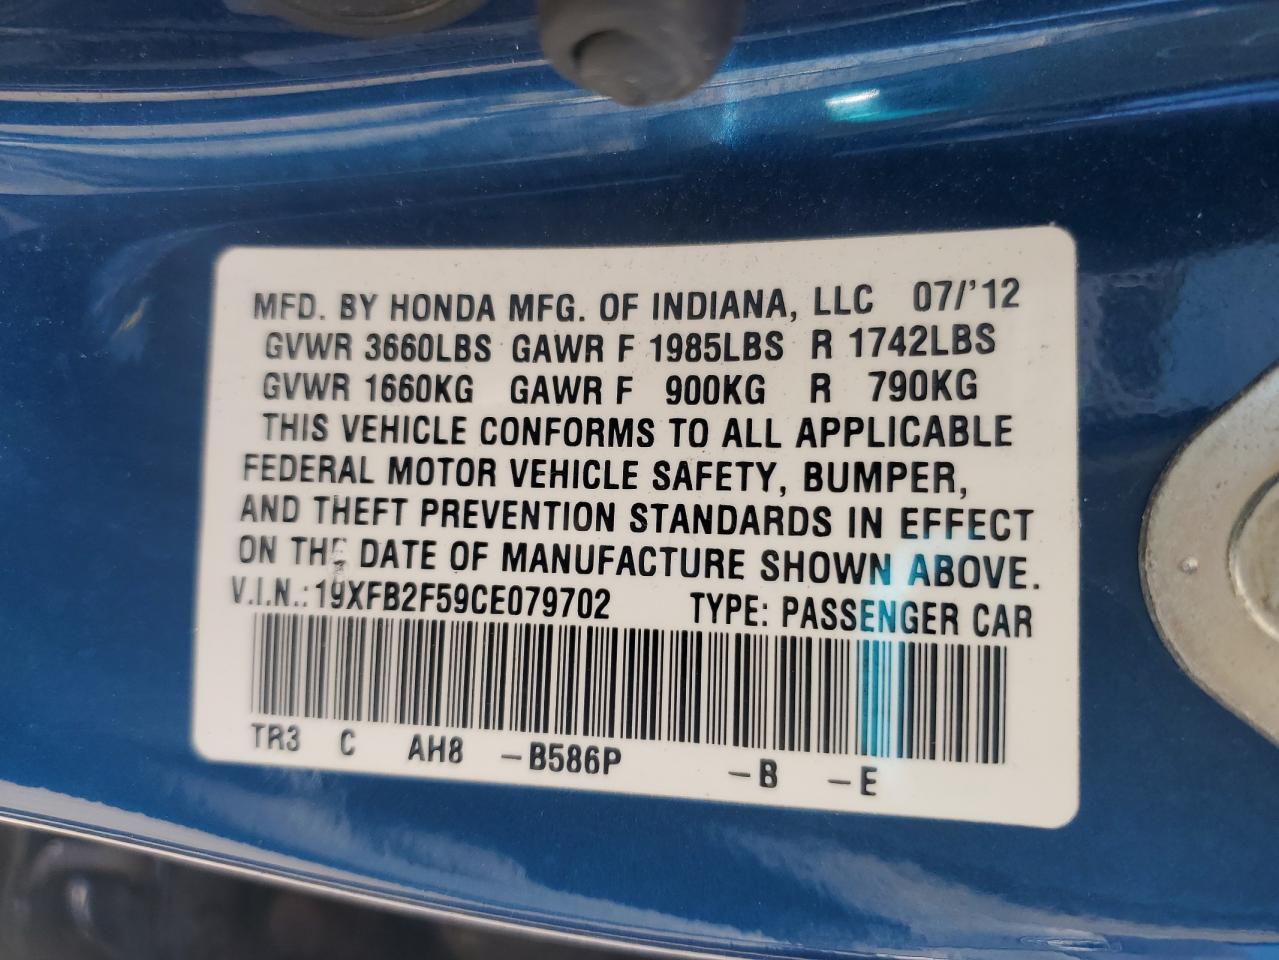 MFD. BY HONDA MFG. OF INDIANA, LLC 07/'12
GVWR 3660LBS GAWR F 1985LBS R 1742LBS
GVWR 1660KG GAWR F 900KG R 790KG
THIS VEHICLE CONFORMS TO ALL APPLICABLE
FEDERAL MOTOR VEHICLE SAFETY, BUMPER,
AND THEFT PREVENTION STANDARDS IN EFFECT
ON THE DATE OF MANUFACTURE SHOWN ABOVE.
V.I.N.: 19XFB2F59CE079702 TYPE: PASSENGER CAR
TR3 C AH8 -B586P -B -E